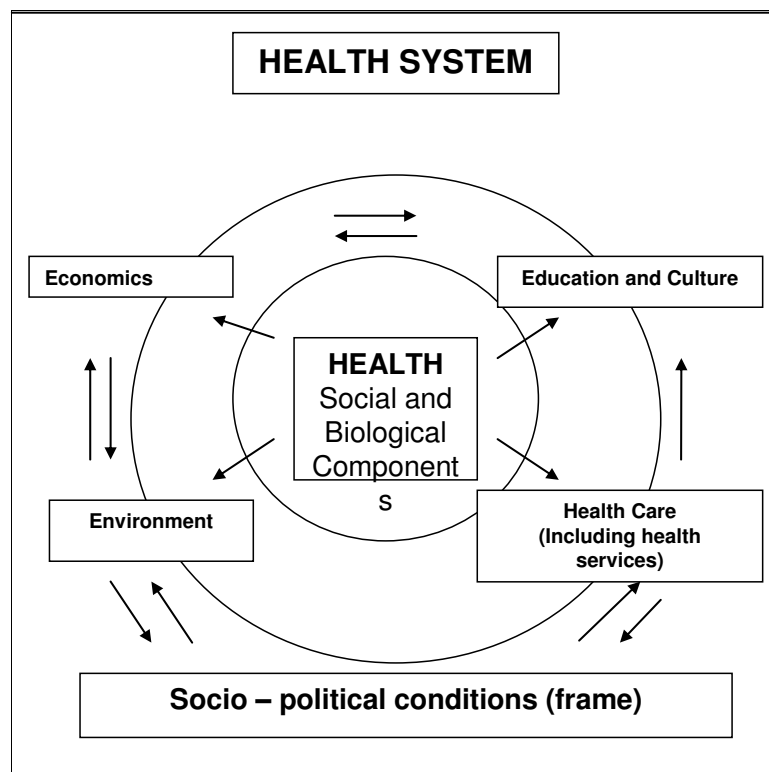 HEALTH SYSTEM
Economics
Education and Culture
HEALTH
Social and
Biological
Component
s
Environment
Health Care
(Including health
services)
Socio – political conditions (frame)